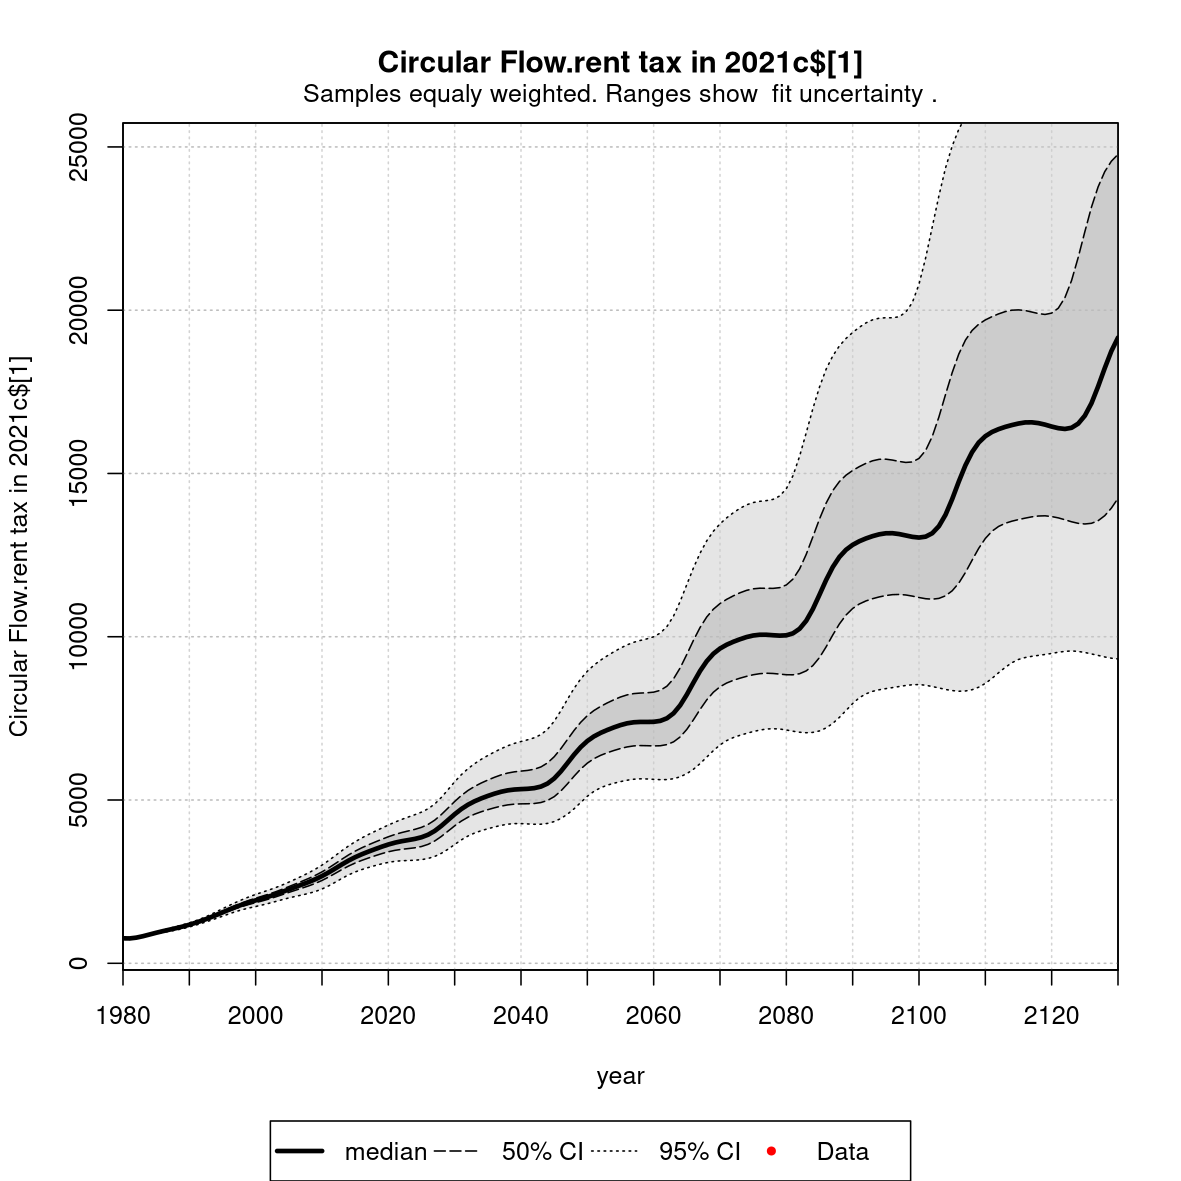 Circular Flow.rent tax in 2021c$[1]
Samples equaly weighted. Ranges show  fit uncertainty .
Circular Flow.rent tax in 2021c$[1]
25000
20000
15000
10000
5000
0
1980 2000 2020 2040 2060 2080 2100 2120
year
median 50% CI 95% CI Data